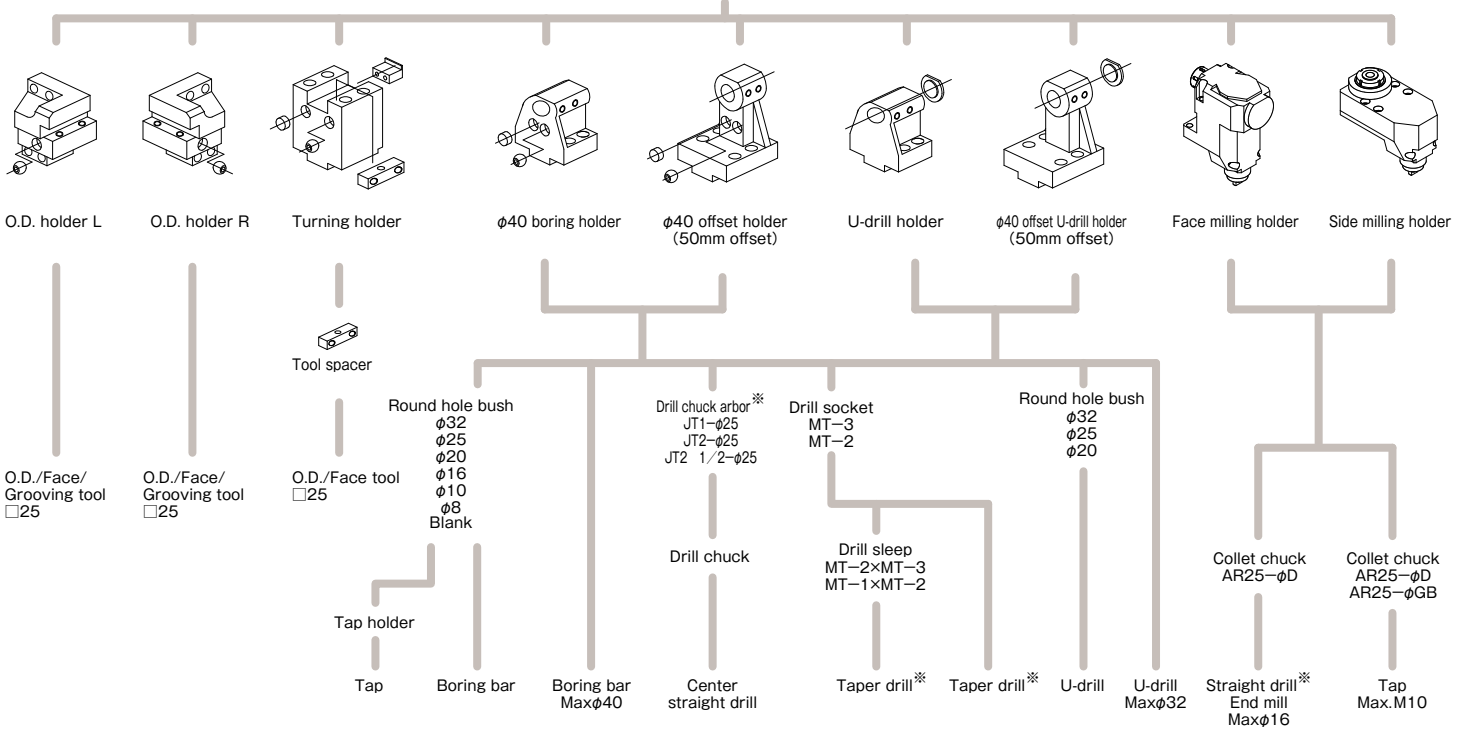 O.D. holder L
O.D. holder R
Turning holder
φ40 boring holder
φ40 offset holder
(50mm offset)
U-drill holder
φ40 offset U-drill holder
(50mm offset)
Face milling holder
Side milling holder
Tool spacer
Round hole bush
φ32
φ25
φ20
φ16
φ10
φ8
Blank
Drill chuck arbor※
JT1−φ25
JT2−φ25
JT2 1/2−φ25
Drill socket
MT−3
MT−2
Round hole bush
φ32
φ25
φ20
O.D./Face/
Grooving tool
□25
O.D./Face/
Grooving tool
□25
O.D./Face tool
□25
Drill chuck
Drill sleep
MT−2×MT−3
MT−1×MT−2
Collet chuck
AR25−φD
Collet chuck
AR25−φD
AR25−φGB
Tap holder
Tap
Boring bar
Boring bar
Maxφ40
Center
straight drill
Taper drill※
Taper drill※
U-drill
U-drill
Maxφ32
Straight drill※
End mill
Maxφ16
Tap
Max.M10